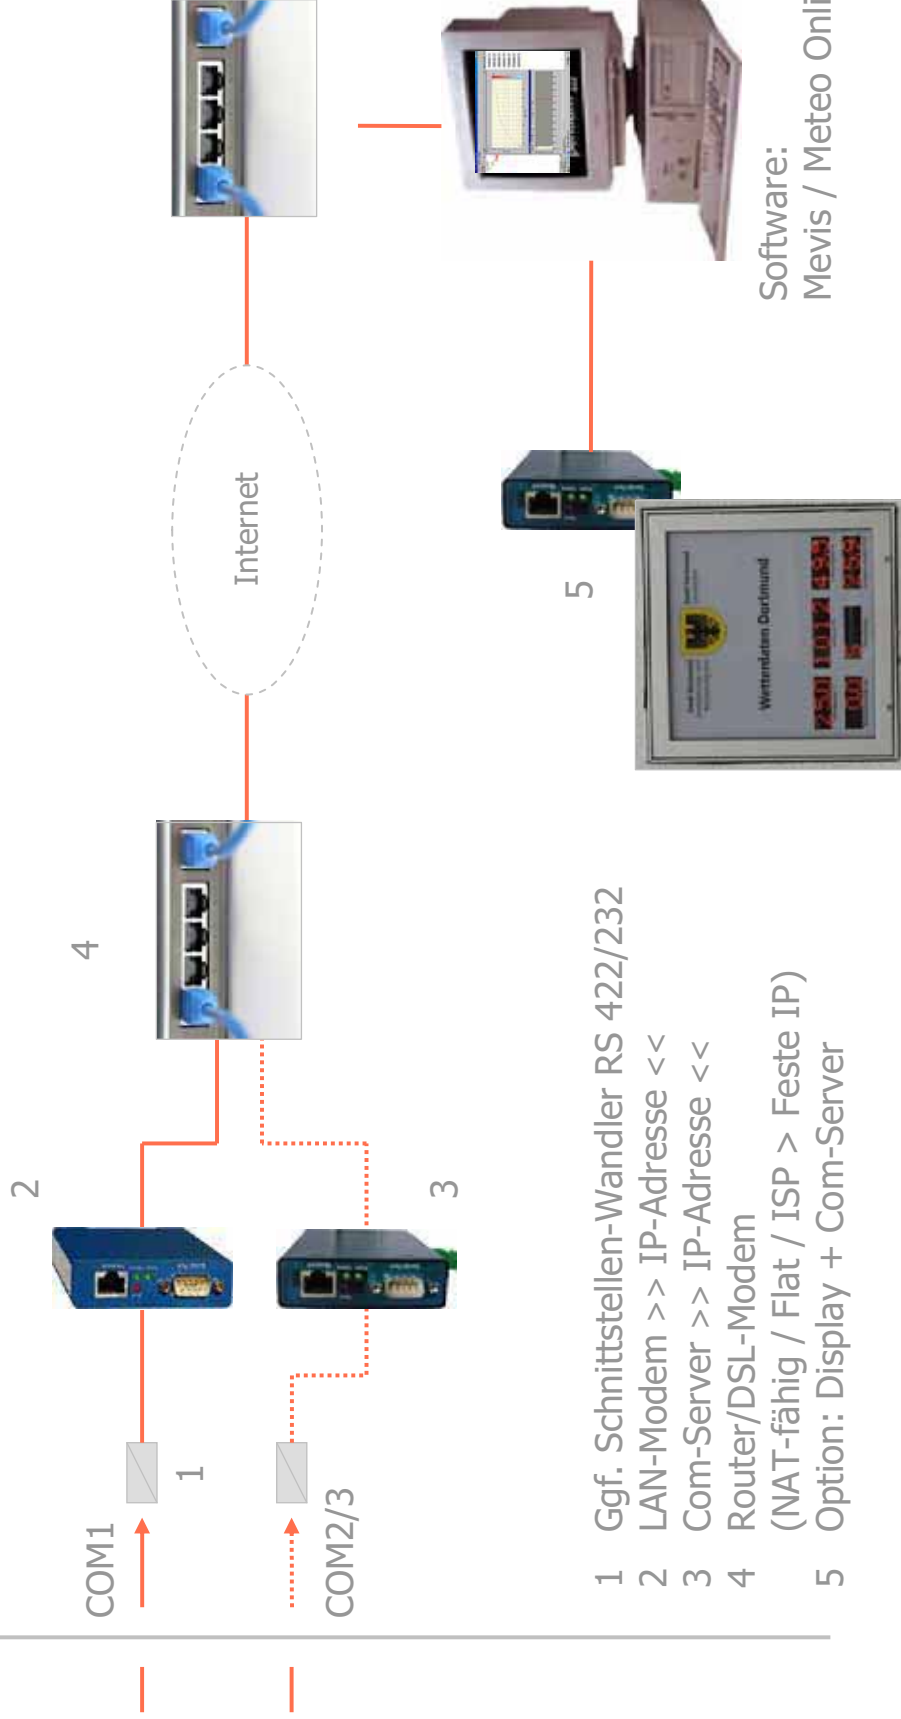 COM1
COM2/3
1
2
3
4
Internet
5
Wetterdaten Dortmund
Software:
Mevis / Meteo Onli
1 Ggf. Schnittstellen-Wandler RS 422/232
2 LAN-Modem >> IP-Adresse <<
3 Com-Server >> IP-Adresse <<
4 Router/DSL-Modem
(NAT-fähig / Flat / ISP > Feste IP)
5 Option: Display + Com-Server